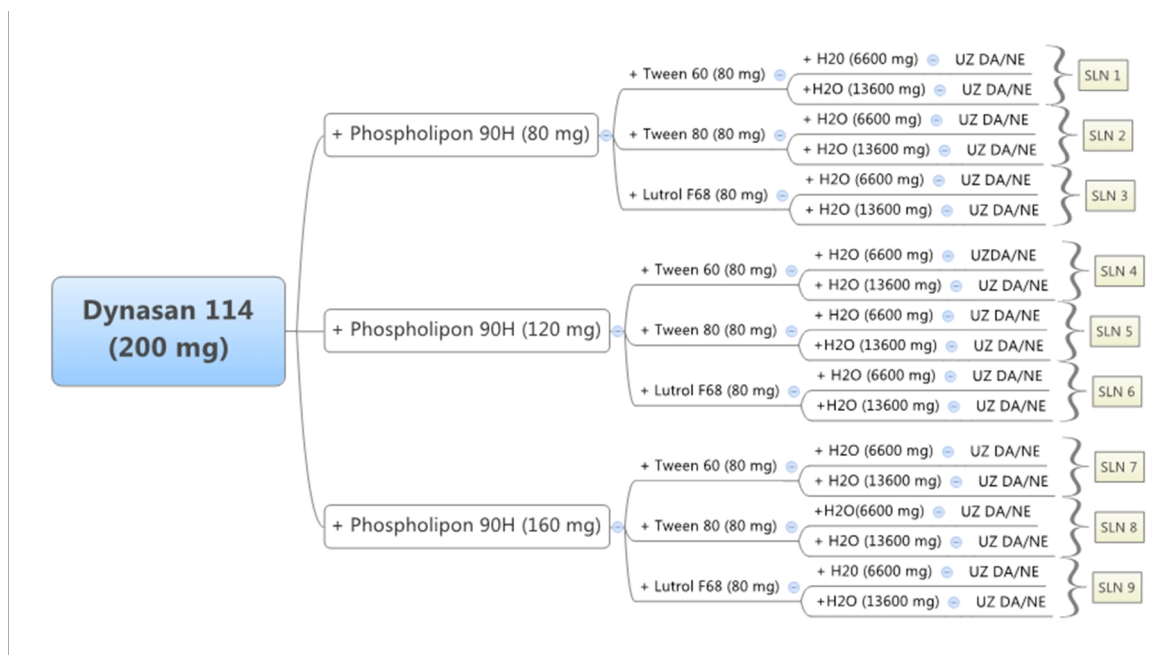 Dynasan 114
(200 mg)
+ Phospholipon 90H (80 mg)
+ Tween 60 (80 mg)
+ H20 (6600 mg) UZ DA/NE
+H2O (13600 mg) UZ DA/NE
SLN 1
+ Tween 80 (80 mg)
+ H2O (6600 mg) UZ DA/NE
+ H2O (13600 mg) UZ DA/NE
SLN 2
+ Lutrol F68 (80 mg)
+ H2O (6600 mg) UZ DA/NE
+ H2O (13600 mg) UZ DA/NE
SLN 3
+ Phospholipon 90H (120 mg)
+ Tween 60 (80 mg)
+ H2O (6600 mg) UZDA/NE
+ H2O (13600 mg) UZ DA/NE
SLN 4
+ Tween 80 (80 mg)
+ H2O (6600 mg) UZ DA/NE
+H2O (13600 mg) UZ DA/NE
SLN 5
+ Lutrol F68 (80 mg)
+ H2O (6600 mg) UZ DA/NE
+H2O (13600 mg) UZ DA/NE
SLN 6
+ Phospholipon 90H (160 mg)
+ Tween 60 (80 mg)
+ H2O (6600 mg) UZ DA/NE
+ H2O (13600 mg) UZ DA/NE
SLN 7
+ Tween 80 (80 mg)
+H2O(6600 mg) UZ DA/NE
+ H2O (13600 mg) UZ DA/NE
SLN 8
+ Lutrol F68 (80 mg)
+ H20 (6600 mg) UZ DA/NE
+H2O (13600 mg) UZ DA/NE
SLN 9